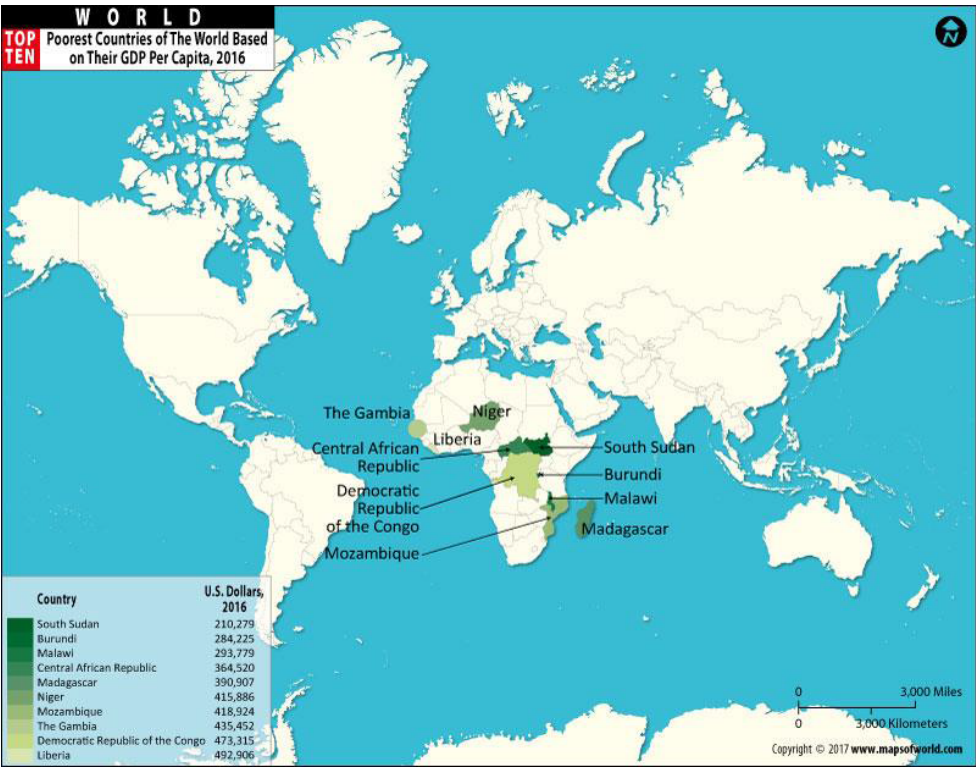 WORLD
TOP TEN
Poorest Countries of The World Based
on Their GDP Per Capita, 2016
N
The Gambia
Niger
Liberia
Central African
Republic
South Sudan
Democratic
Republic
of the Congo
Burundi
Malawi
Mozambique
Madagascar
Country U.S. Dollars, 2016
South Sudan 210,279
Burundi 284,225
Malawi 293,779
Central African Republic 364,520
Madagascar 390,907
Niger 415,886
Mozambique 418,924
The Gambia 435,452
Democratic Republic of the Congo 473,315
Liberia 492,906
0 3,000 Miles
0 3,000 Kilometers
Copyright © 2017 www.mapsofworld.com